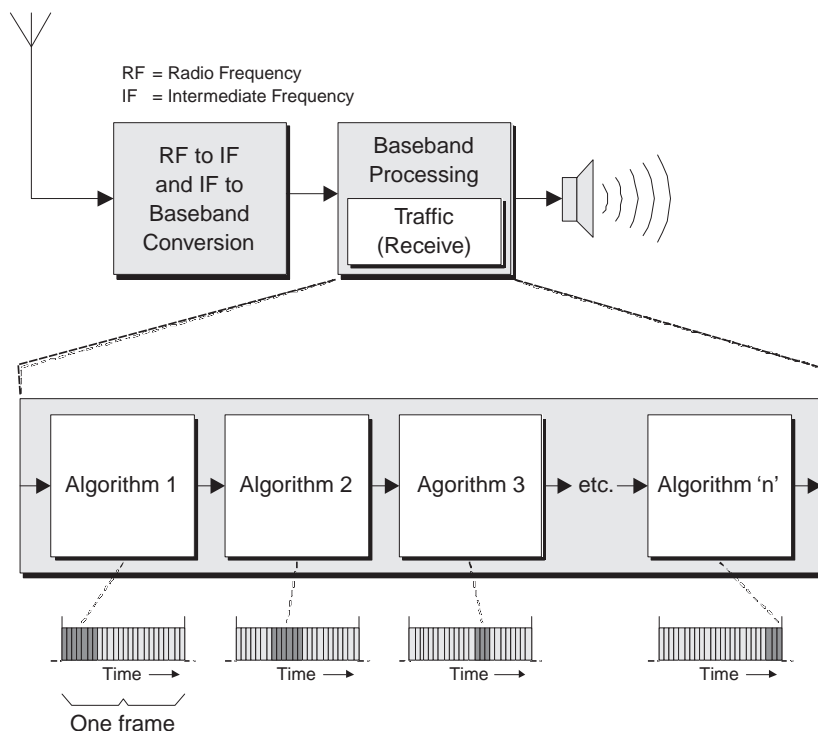 RF = Radio Frequency
IF = Intermediate Frequency
RF to IF
and IF to
Baseband
Conversion
Baseband
Processing
Traffic
(Receive)
Algorithm 1
Algorithm 2
Agorithm 3
etc.
Algorithm ‘n’
Time
Time
Time
Time
One frame